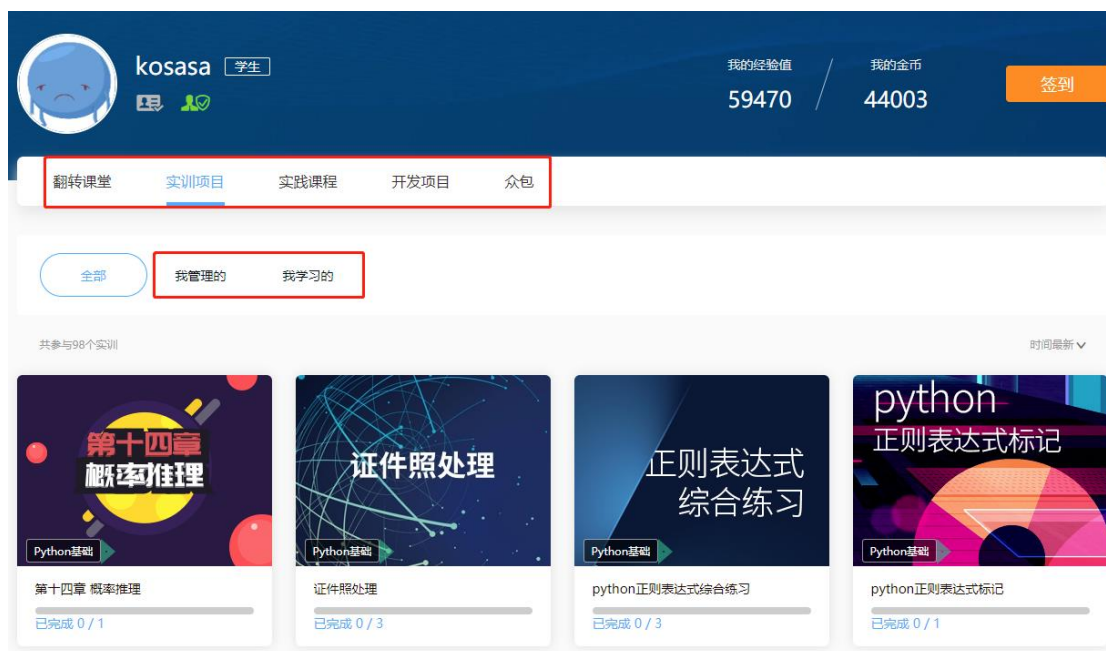 kosasa 学生
我的经验值
59470
我的金币
44003
签到
翻转课堂 实训项目 实践课程 开发项目 众包
全部 我管理的 我学习的
共参与98个实训 时间最新
第十四章
概率推理
Python基础
第十四章 概率推理
已完成 0 / 1
证件照处理
Python基础
证件照处理
已完成 0 / 3
正则表达式
综合练习
Python基础
python正则表达式综合练习
已完成 0 / 3
python
正则表达式标记
Python基础
python正则表达式标记
已完成 0 / 1